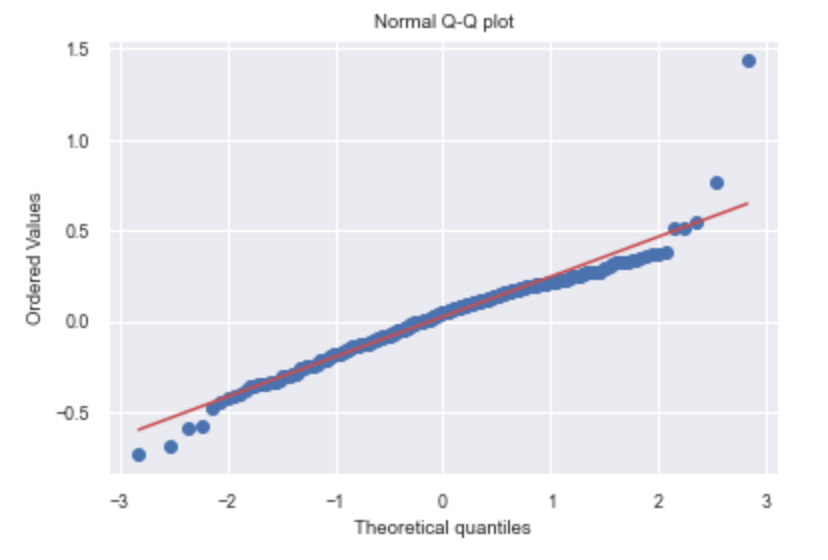 Normal Q-Q plot
1.5
1.0
0.5
0.0
−0.5
Ordered Values
−3 −2 −1 0 1 2 3
Theoretical quantiles